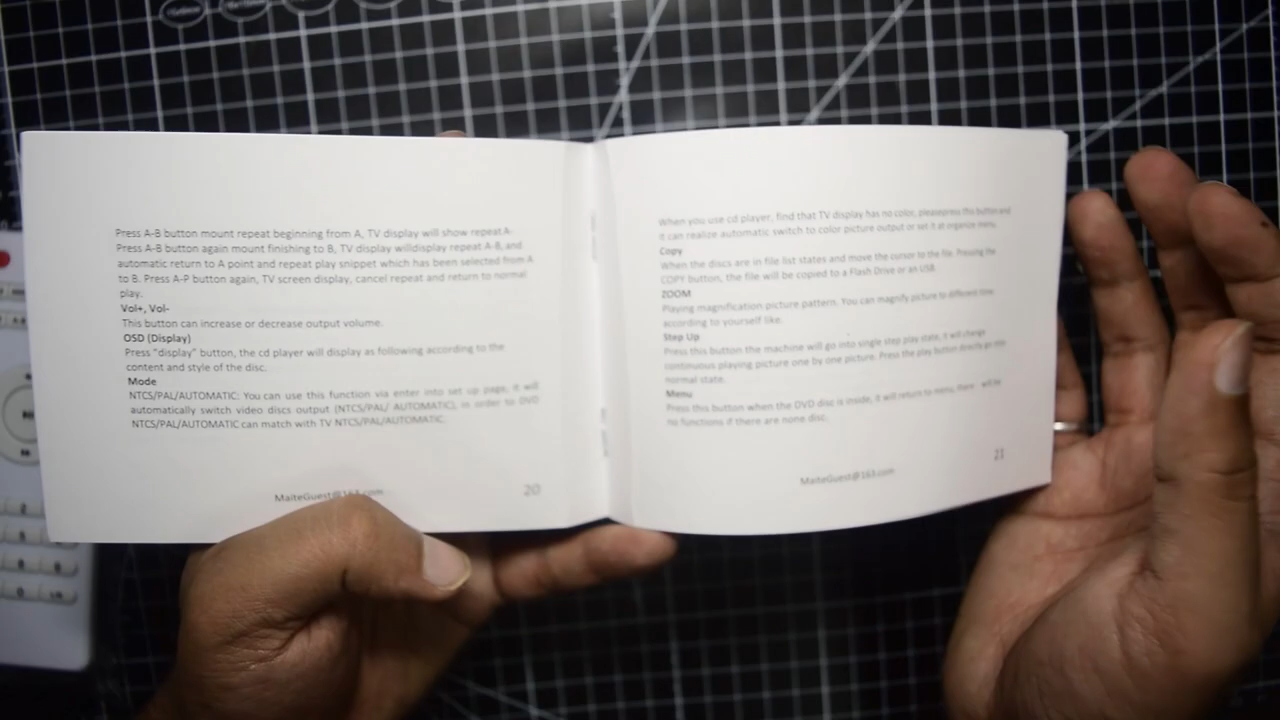 Press A-B button mount repeat beginning from A, TV display will show repeat A-
Press A-B button again mount finishing to B, TV display willdisplay repeat A-B, and
automatic return to A point and repeat play snippet which has been selected from A
to B. Press A-P button again, TV screen display, cancel repeat and return to normal
play.
Vol+, Vol-
This button can increase or decrease output volume.
OSD (Display)
Press "display" button, the cd player will display as following according to the
content and style of the disc.
Mode
NTCS/PAL/AUTOMATIC: You can use this function via enter into set up page, it will
automatically switch video discs output (NTCS/PAL/ AUTOMATIC), in order to DVD
NTCS/PAL/AUTOMATIC can match with TV NTCS/PAL/AUTOMATIC.
MaiteGuest@163.com
20
When you use cd player, find that TV display has no color, pleasepress this button and
it can realize automatic switch to color picture output or set it at organize menu.
Copy
When the discs are in file list states and move the cursor to the file. Pressing the
COPY button, the file will be copied to a Flash Drive or an USB.
ZOOM
Playing magnification picture pattern. You can magnify picture to different time
according to yourself like.
Step Up
Press this button the machine will go into single step play state, it will change
continuous playing picture one by one picture. Press the play button directly go into
normal state.
Menu
Press this button when the DVD disc is inside, it will return to menu, there will be
no functions if there are none disc.
MaiteGuest@163.com
21